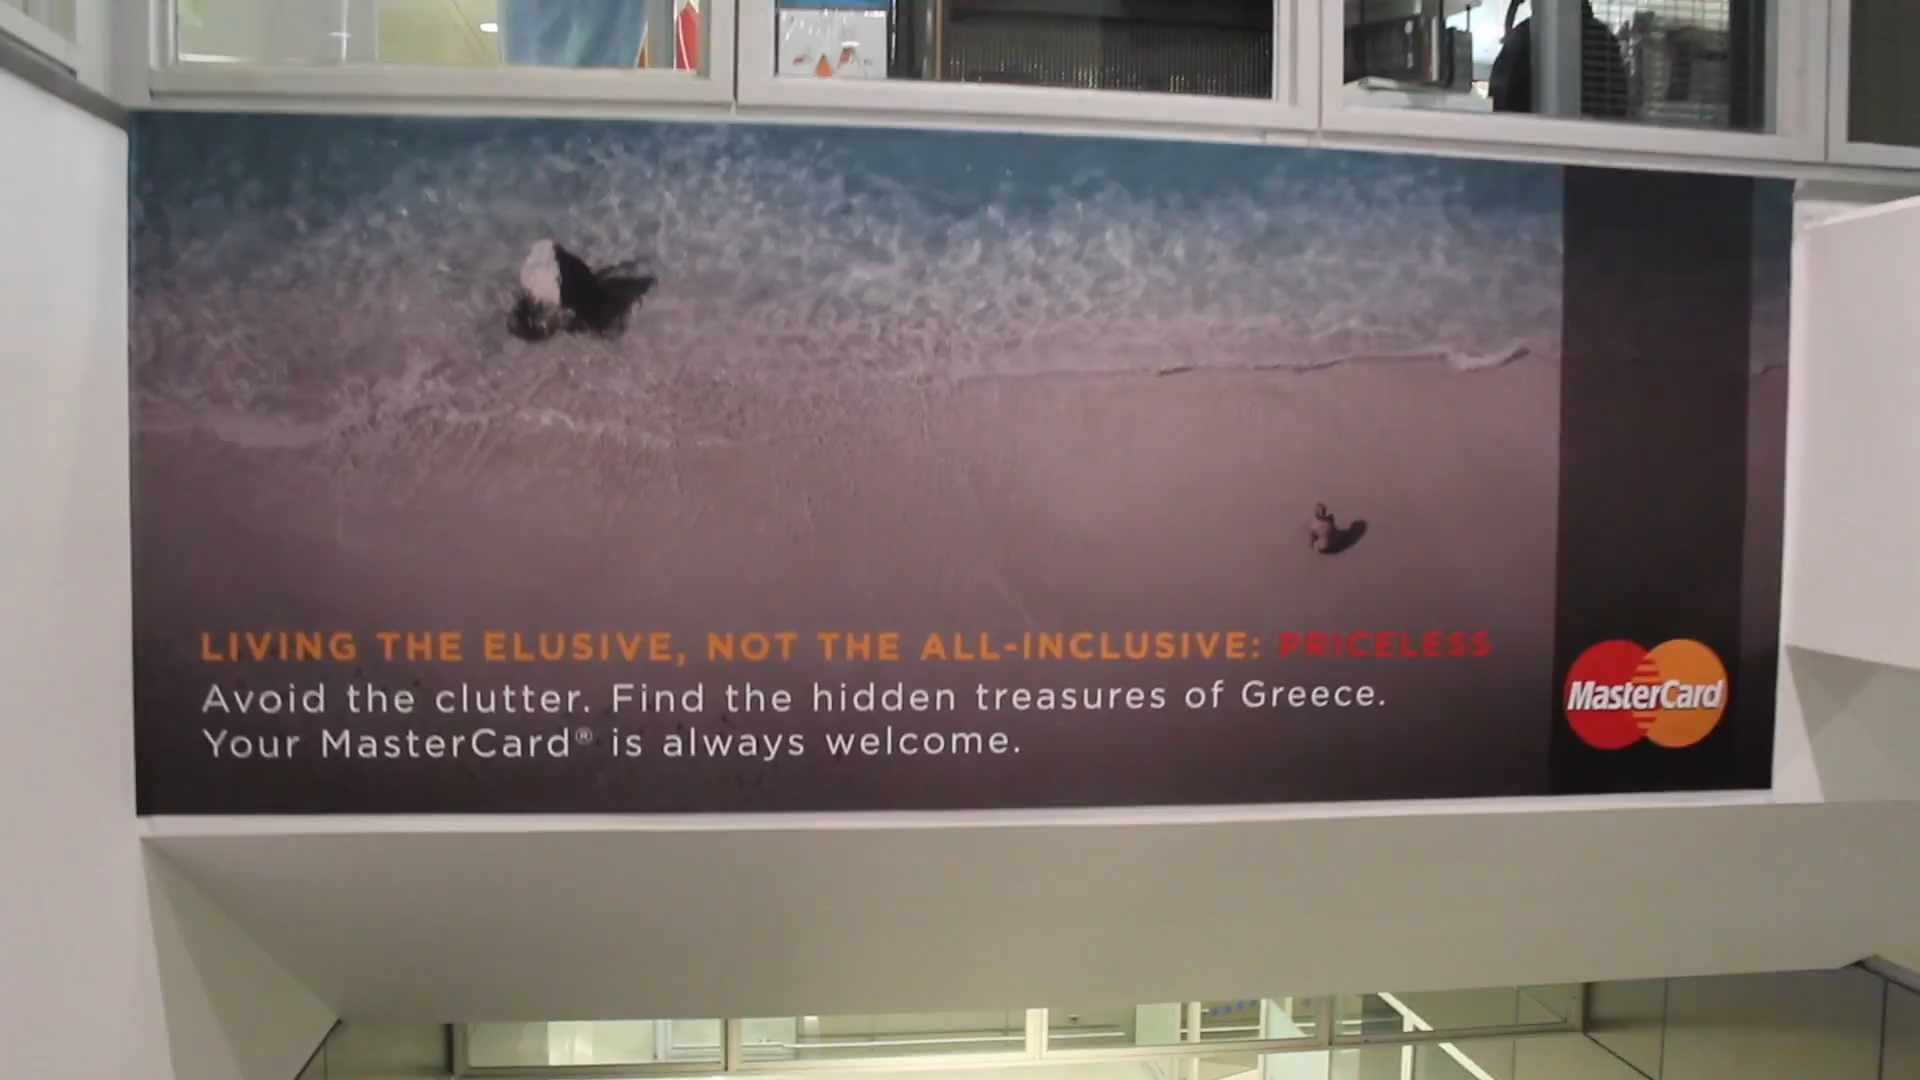 LIVING THE ELUSIVE, NOT THE ALL-INCLUSIVE: PRICELESS
Avoid the clutter. Find the hidden treasures of Greece.
Your MasterCard® is always welcome.
MasterCard